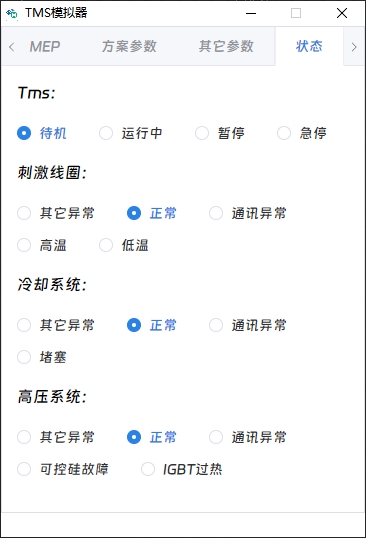 TMS模拟器
MEP 方案参数 其它参数 状态
Tms:
待机 运行中 暂停 急停
刺激线圈:
其它异常 正常 通讯异常
高温 低温
冷却系统:
其它异常 正常 通讯异常
堵塞
高压系统:
其它异常 正常 通讯异常
可控硅故障 IGBT过热